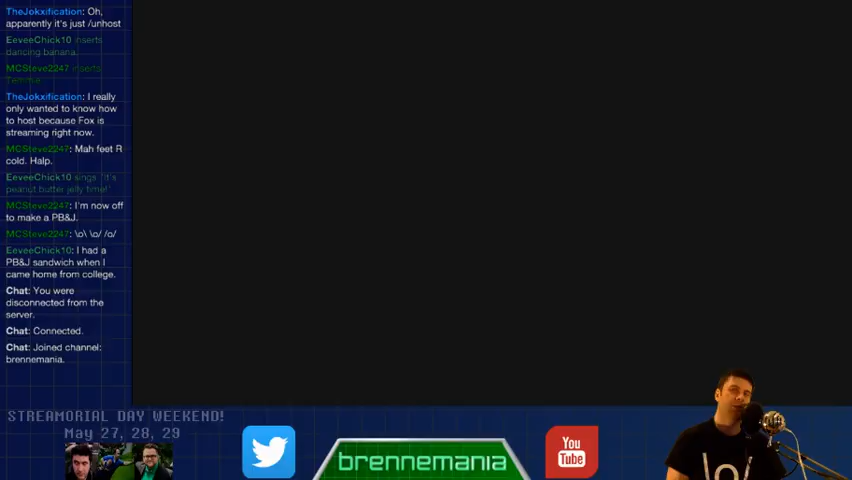 TheJokxification: Oh,
apparently it's just /unhost
EeveeChick10 inserts
dancing banana.
MCSteve2247 inserts
Temmie.
TheJokxification: I really
only wanted to know how
to host because Fox is
streaming right now.
MCSteve2247: Mah feet R
cold. Halp.
EeveeChick10 sings "It's
peanut butter jelly time!"
MCSteve2247: I'm now off
to make a PB&J.
MCSteve2247: \o\ \o/ /o/
EeveeChick10: I had a
PB&J sandwich when I
came home from college.
Chat: You were
disconnected from the
server.
Chat: Connected.
Chat: Joined channel:
brennemania.
STREAMORIAL DAY WEEKEND!
May 27, 28, 29
brennemania
You
Tube